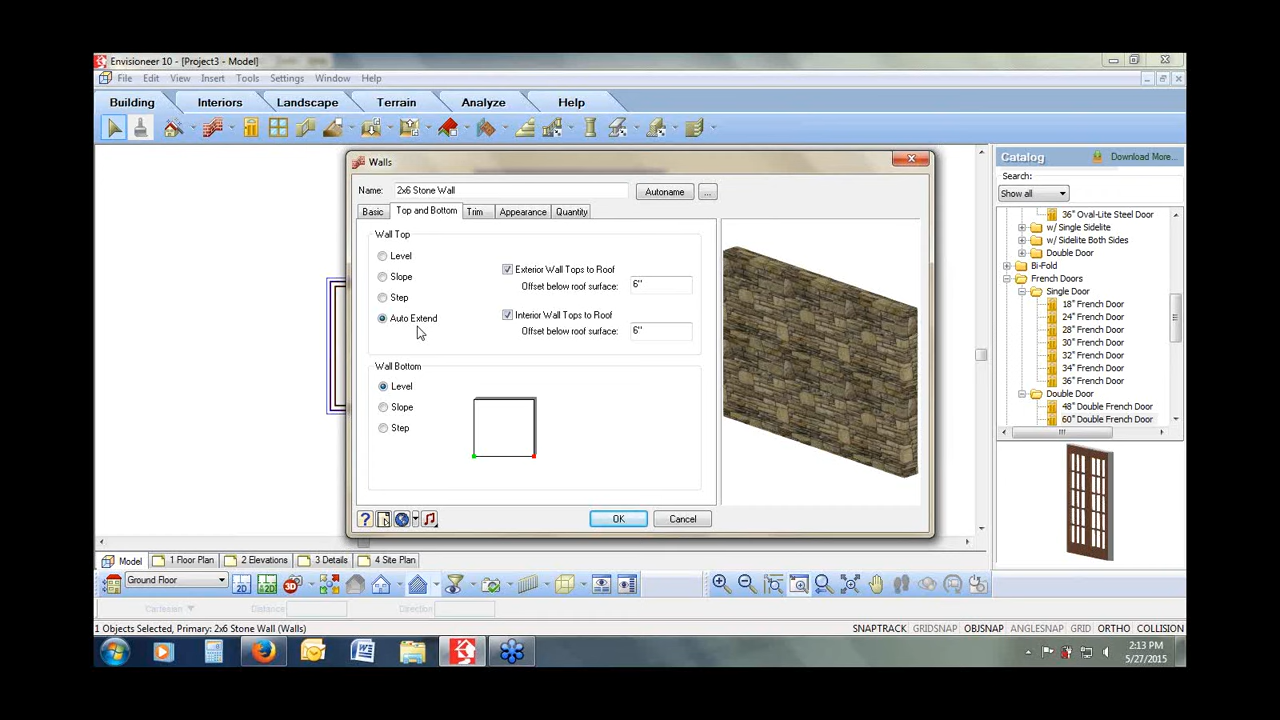 Envisioneer 10 - [Project3 - Model]
File Edit View Insert Tools Settings Window Help
Building Interiors Landscape Terrain Analyze Help
Walls
Name: 2x6 Stone Wall Autoname ...
Basic Top and Bottom Trim Appearance Quantity
Wall Top
Level
Slope
Step
Auto Extend
Exterior Wall Tops to Roof
Offset below roof surface: 6"
Interior Wall Tops to Roof
Offset below roof surface: 6"
Wall Bottom
Level
Slope
Step
OK Cancel
Catalog Download More...
Search:
Show all
36" Oval-Lite Steel Door
w/ Single Sidelite
w/ Sidelite Both Sides
Double Door
Bi-Fold
French Doors
Single Door
18" French Door
24" French Door
28" French Door
30" French Door
32" French Door
34" French Door
36" French Door
Double Door
48" Double French Door
60" Double French Door
Model 1 Floor Plan 2 Elevations 3 Details 4 Site Plan
Ground Floor 2D 2D
Cartesian Distance Direction
1 Objects Selected, Primary: 2x6 Stone Wall (Walls) SNAPTRACK GRIDSNAP OBJSNAP ANGLESNAP GRID ORTHO COLLISION
2:13 PM
5/27/2015